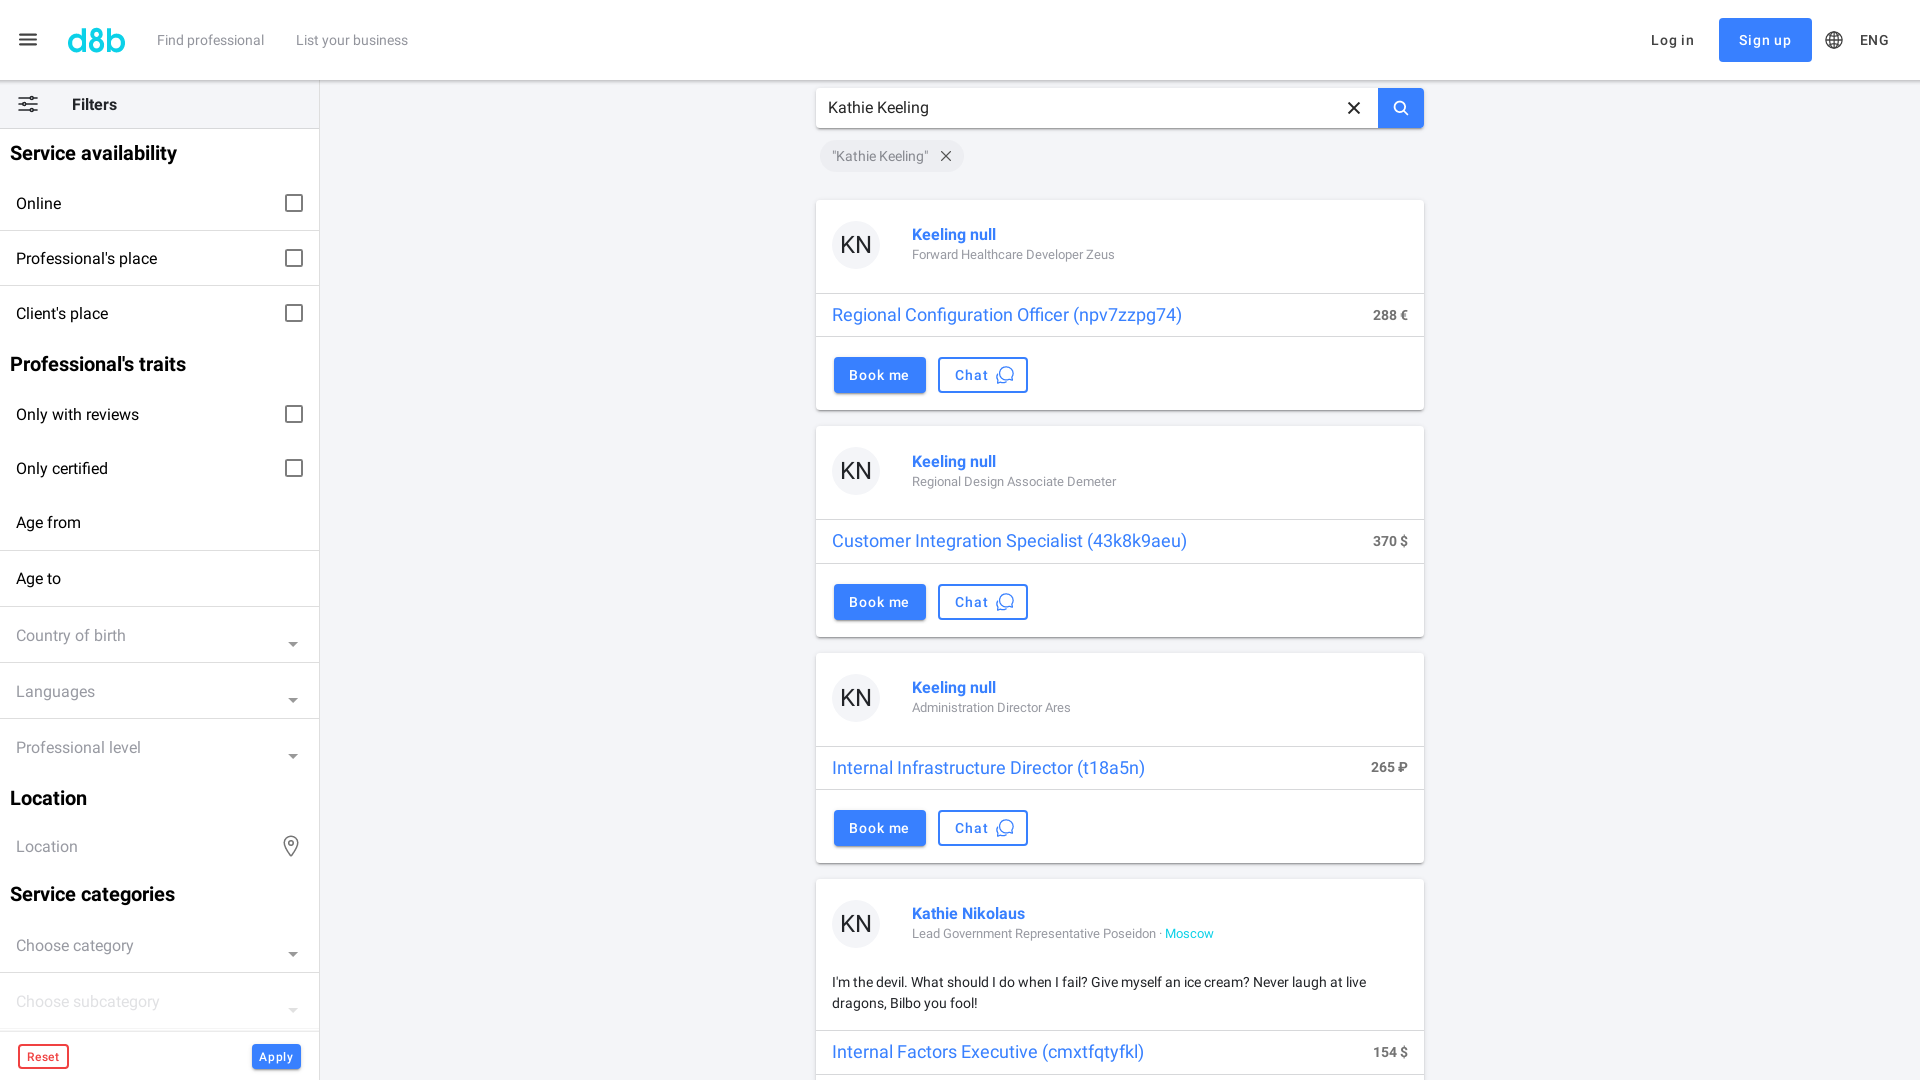 d8b
Find professional
List your business
Log in
Sign up
ENG
Filters
Service availability
Online
Professional's place
Client's place
Professional's traits
Only with reviews
Only certified
Age from
Age to
Country of birth
Languages
Professional level
Location
Location
Service categories
Choose category
Choose subcategory
Reset
Apply
Kathie Keeling
"Kathie Keeling"
KN
Keeling null
Forward Healthcare Developer Zeus
Regional Configuration Officer (npv7zzpg74)
288 €
Book me
Chat
KN
Keeling null
Regional Design Associate Demeter
Customer Integration Specialist (43k8k9aeu)
370 $
Book me
Chat
KN
Keeling null
Administration Director Ares
Internal Infrastructure Director (t18a5n)
265 ₽
Book me
Chat
KN
Kathie Nikolaus
Lead Government Representative Poseidon · Moscow
I'm the devil. What should I do when I fail? Give myself an ice cream? Never laugh at live
dragons, Bilbo you fool!
Internal Factors Executive (cmxtfqtyfkl)
154 $